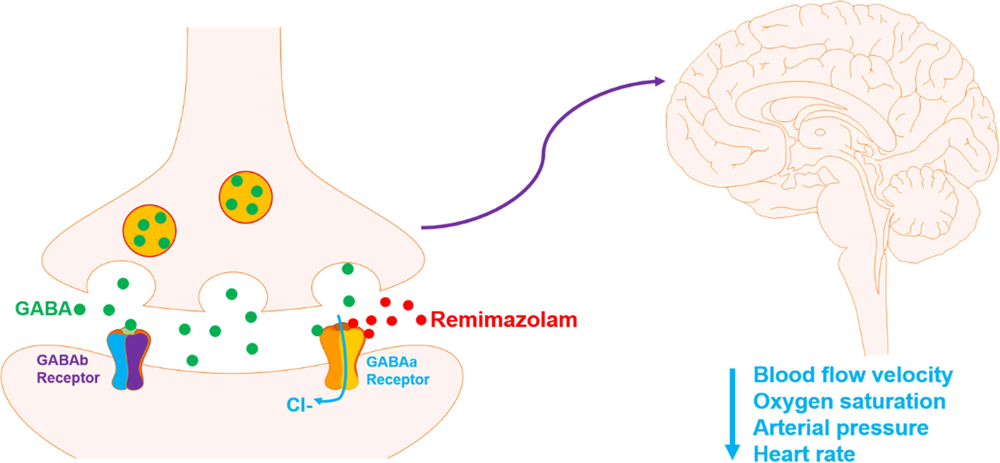 GABA
Remimazolam
GABAb
Receptor
GABAa
Receptor
Cl-
Blood flow velocity
Oxygen saturation
Arterial pressure
Heart rate